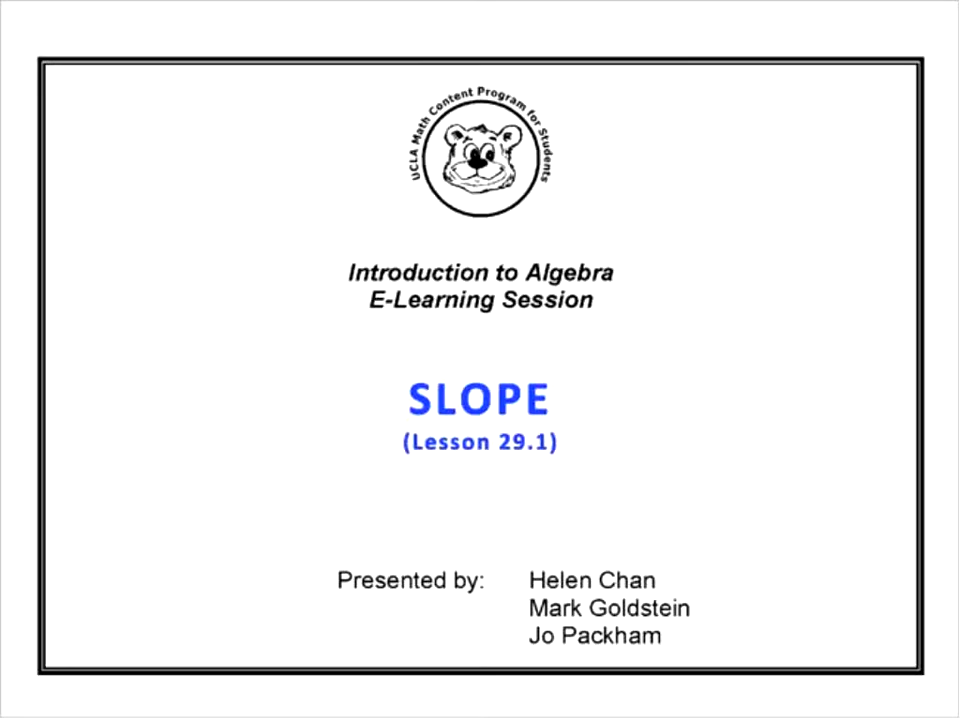 UCLA Math Content Program for Students
Introduction to Algebra
E-Learning Session
SLOPE
(Lesson 29.1)
Presented by: Helen Chan
Mark Goldstein
Jo Packham